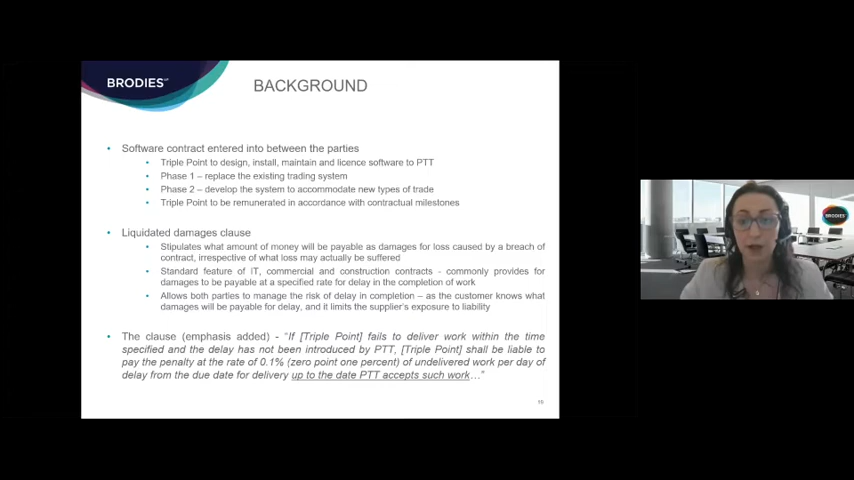 BRODIES LLP
BACKGROUND
• Software contract entered into between the parties
• Triple Point to design, install, maintain and licence software to PTT
• Phase 1 – replace the existing trading system
• Phase 2 – develop the system to accommodate new types of trade
• Triple Point to be remunerated in accordance with contractual milestones
• Liquidated damages clause
• Stipulates what amount of money will be payable as damages for loss caused by a breach of
contract, irrespective of what loss may actually be suffered
• Standard feature of IT, commercial and construction contracts - commonly provides for
damages to be payable at a specified rate for delay in the completion of work
• Allows both parties to manage the risk of delay in completion – as the customer knows what
damages will be payable for delay, and it limits the supplier's exposure to liability
• The clause (emphasis added) - "If [Triple Point] fails to deliver work within the time
specified and the delay has not been introduced by PTT, [Triple Point] shall be liable to
pay the penalty at the rate of 0.1% (zero point one percent) of undelivered work per day of
delay from the due date for delivery up to the date PTT accepts such work…"
BRODIES